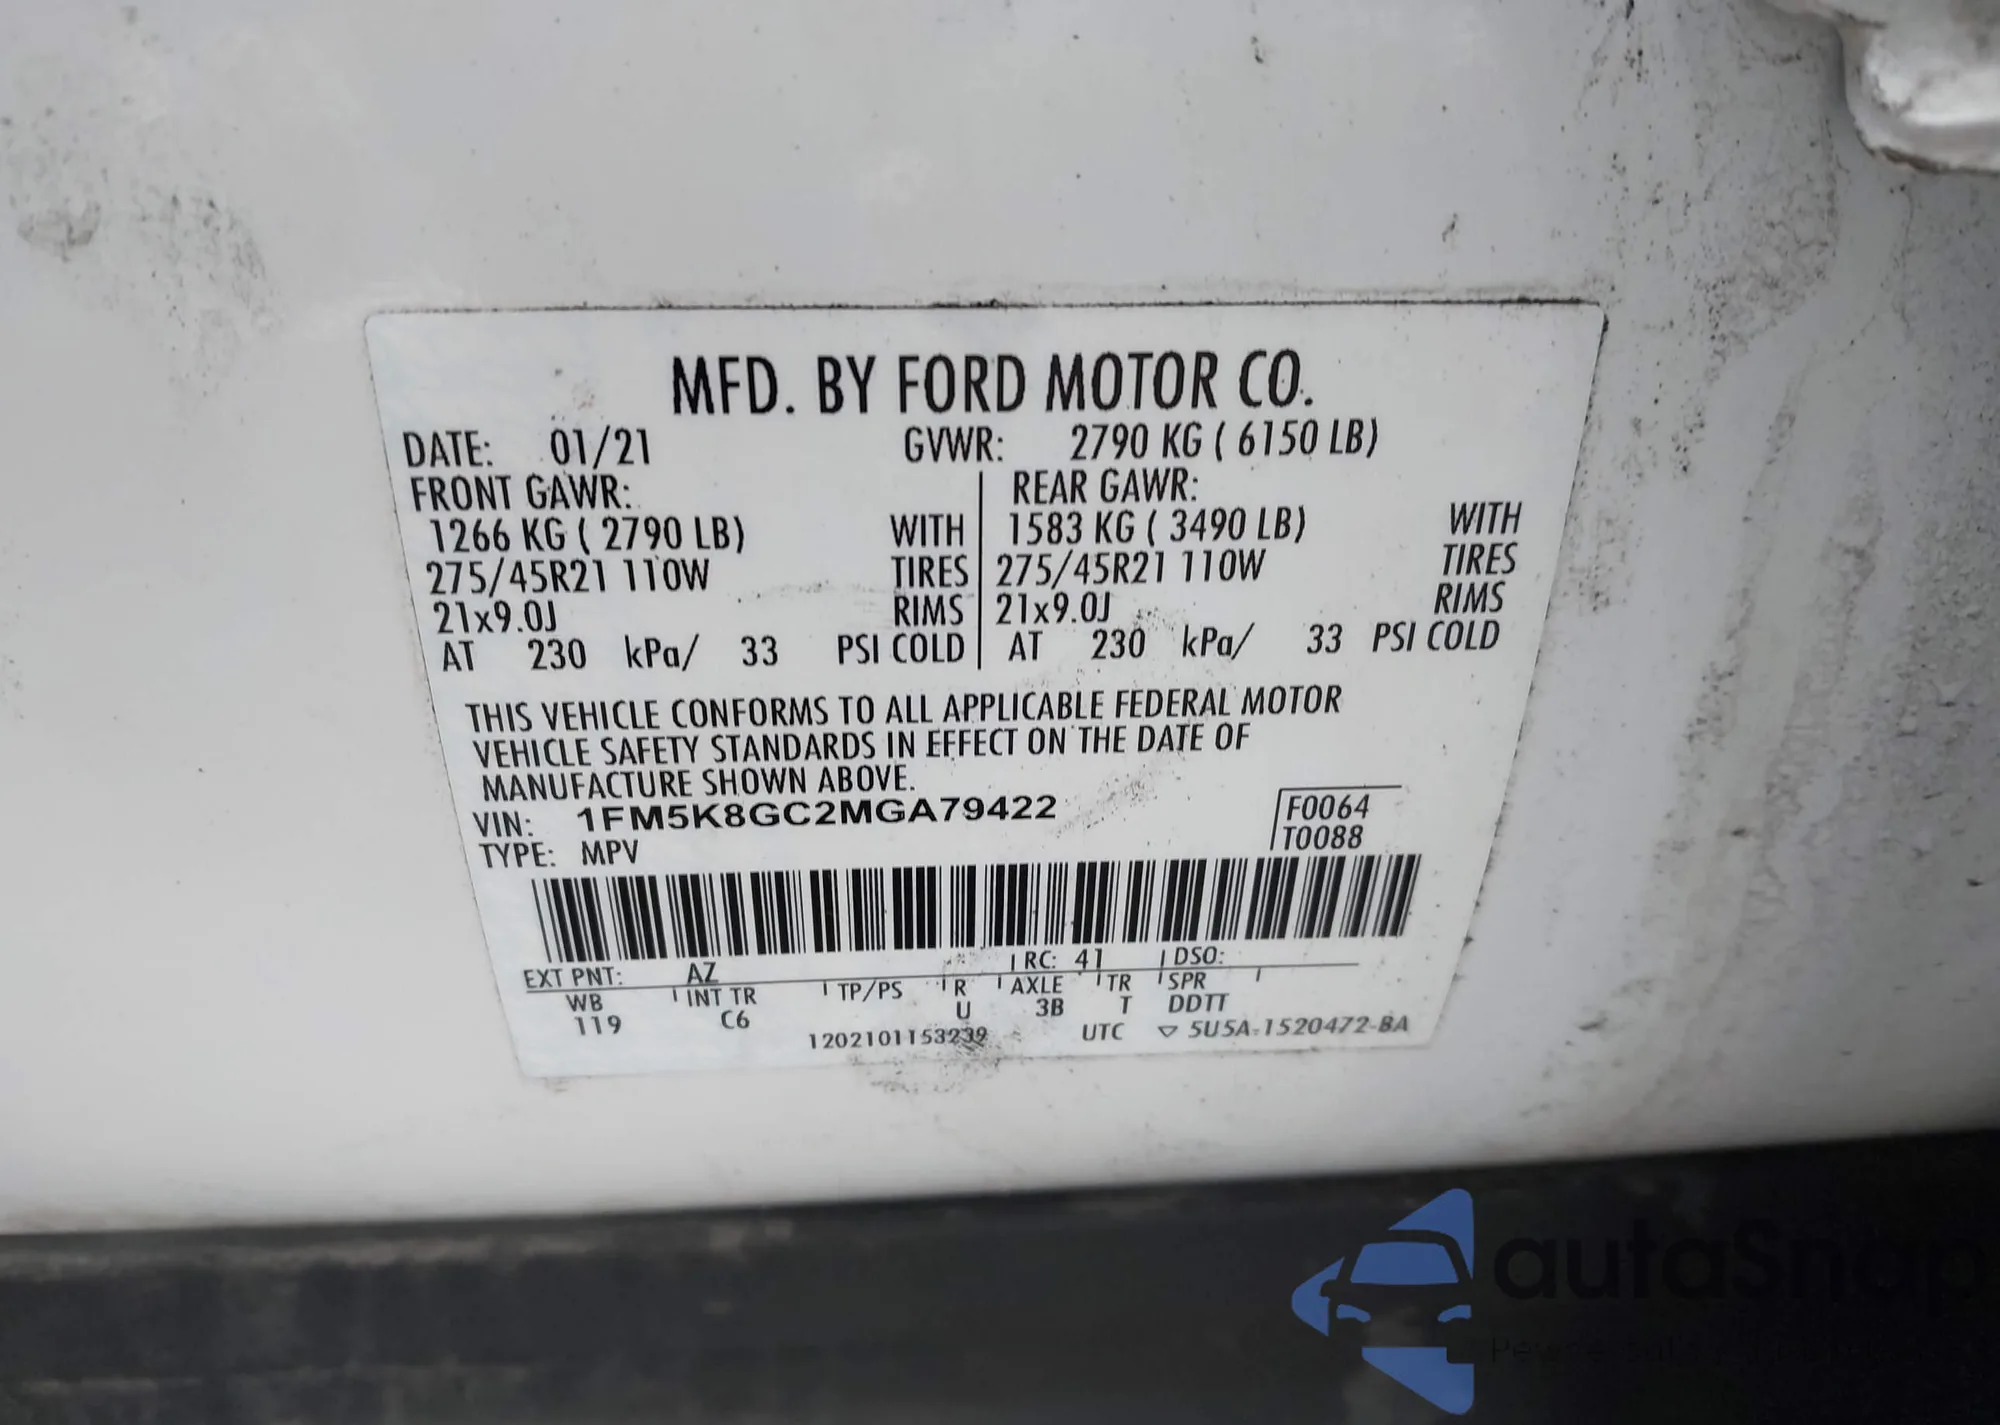 MFD. BY FORD MOTOR CO.
DATE: 01/21 GVWR: 2790 KG ( 6150 LB)
FRONT GAWR: REAR GAWR:
1266 KG ( 2790 LB) WITH 1583 KG ( 3490 LB) WITH
275/45R21 110W TIRES 275/45R21 110W TIRES
21x9.0J RIMS 21x9.0J RIMS
AT 230 kPa/ 33 PSI COLD AT 230 kPa/ 33 PSI COLD
THIS VEHICLE CONFORMS TO ALL APPLICABLE FEDERAL MOTOR
VEHICLE SAFETY STANDARDS IN EFFECT ON THE DATE OF
MANUFACTURE SHOWN ABOVE.
VIN: 1FM5K8GC2MGA79422 F0064
TYPE: MPV T0088
EXT PNT: AZ RC: 41 DSO:
WB INT TR TP/PS R AXLE TR SPR
119 C6 U 3B T DDTT
1202101153239 UTC ▽ 5U5A-1520472-BA
autaSnap